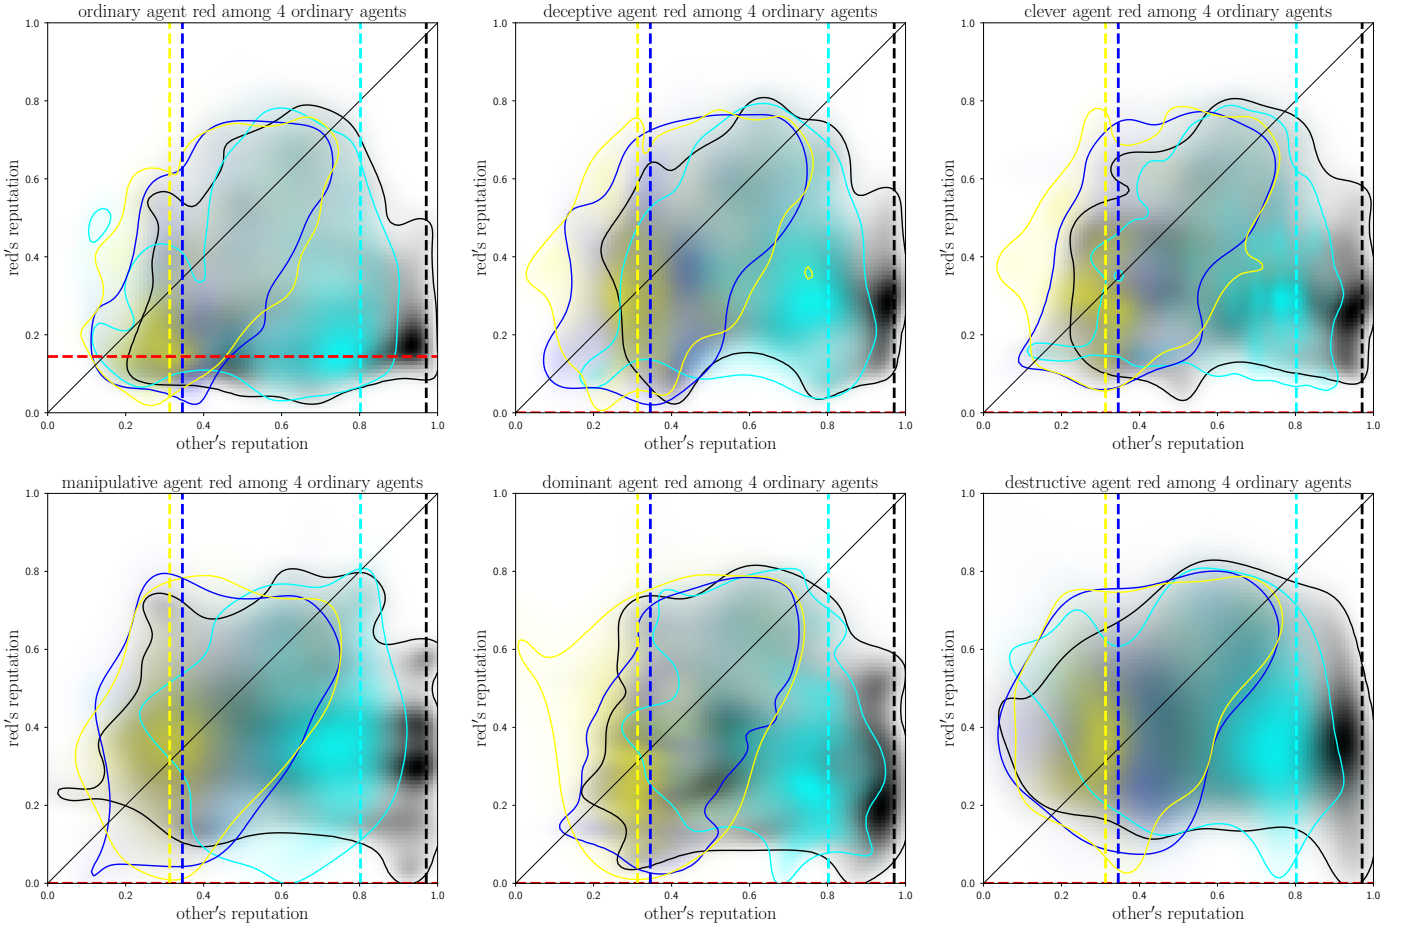 ordinary agent red among 4 ordinary agents
deceptive agent red among 4 ordinary agents
clever agent red among 4 ordinary agents
1.0
0.8
0.6
0.4
0.2
0.0
red's reputation
0.0 0.2 0.4 0.6 0.8 1.0
other's reputation
1.0
0.8
0.6
0.4
0.2
0.0
red's reputation
0.0 0.2 0.4 0.6 0.8 1.0
other's reputation
1.0
0.8
0.6
0.4
0.2
0.0
red's reputation
0.0 0.2 0.4 0.6 0.8 1.0
other's reputation
manipulative agent red among 4 ordinary agents
dominant agent red among 4 ordinary agents
destructive agent red among 4 ordinary agents
1.0
0.8
0.6
0.4
0.2
0.0
red's reputation
0.0 0.2 0.4 0.6 0.8 1.0
other's reputation
1.0
0.8
0.6
0.4
0.2
0.0
red's reputation
0.0 0.2 0.4 0.6 0.8 1.0
other's reputation
1.0
0.8
0.6
0.4
0.2
0.0
red's reputation
0.0 0.2 0.4 0.6 0.8 1.0
other's reputation